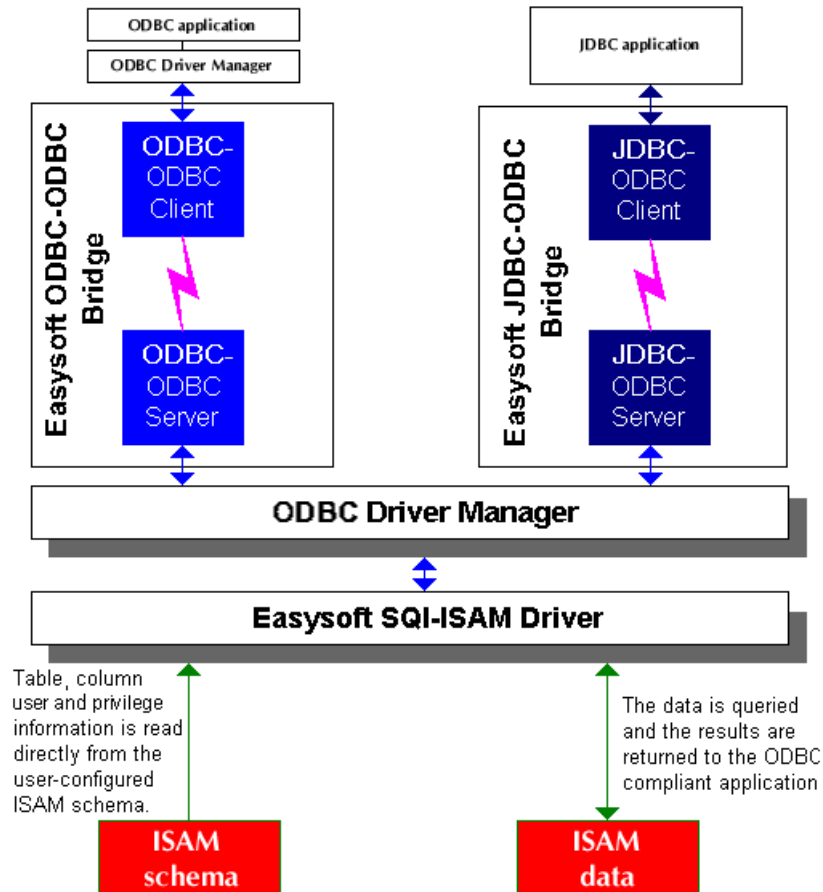 ODBC application
ODBC Driver Manager
JDBC application
Easysoft ODBC-ODBC
Bridge
ODBC-
ODBC
Client
ODBC-
ODBC
Server
Easysoft JDBC-ODBC
Bridge
JDBC-
ODBC
Client
JDBC-
ODBC
Server
ODBC Driver Manager
Easysoft SQI-ISAM Driver
Table, column
user and privilege
information is read
directly from the
user-configured
ISAM schema.
The data is queried
and the results are
returned to the ODBC
compliant application
ISAM
schema
ISAM
data